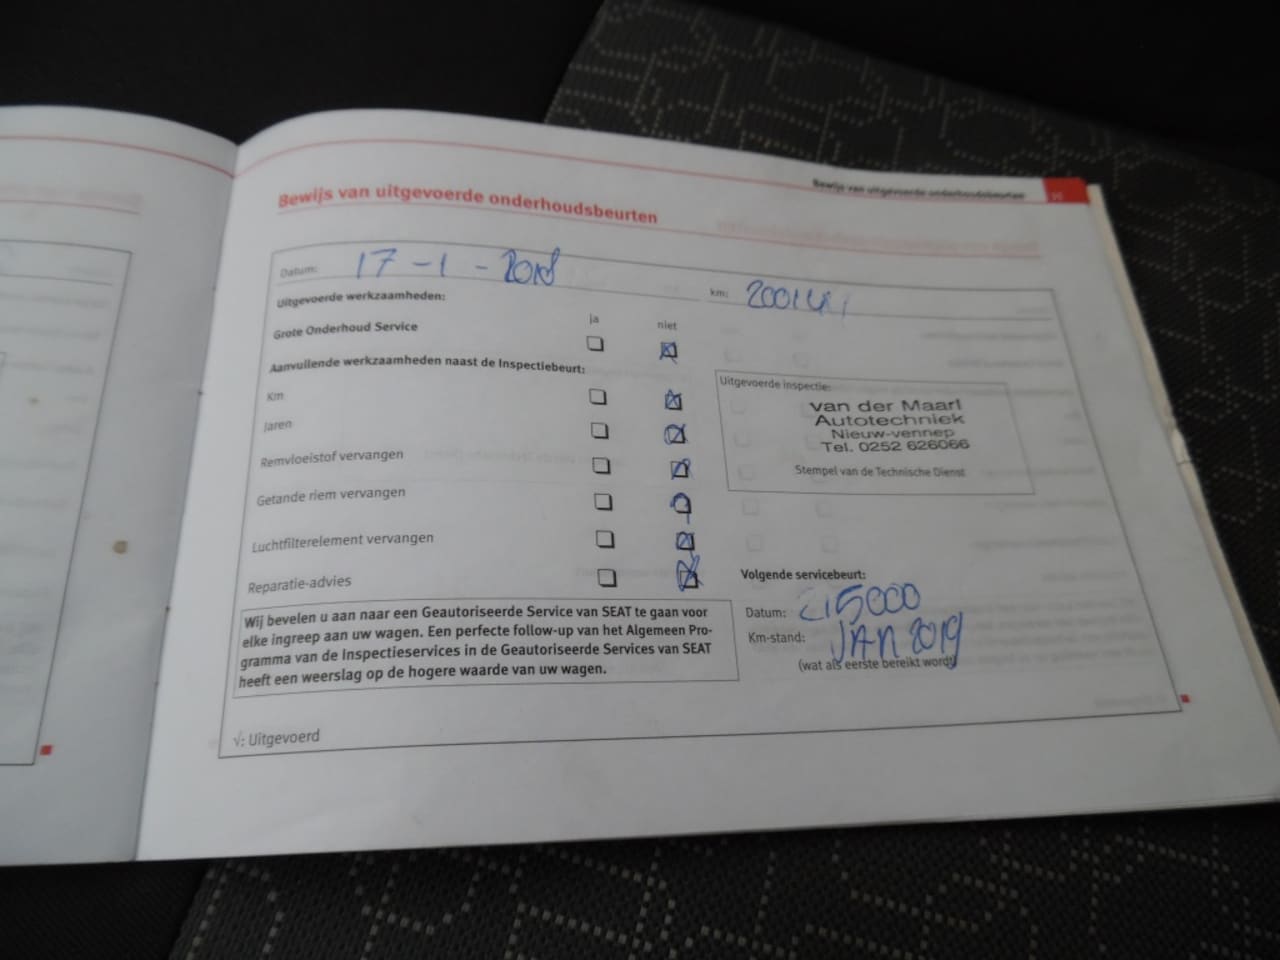 Bewijs van uitgevoerde onderhoudsbeurten
Bewijs van uitgevoerde onderhoudsbeurten
Datum: 17-1-2018
km:
Uitgevoerde werkzaamheden:
ja niet
Grote Onderhoud Service
Aanvullende werkzaamheden naast de Inspectiebeurt:
Km
Jaren
Remvloeistof vervangen
Getande riem vervangen
Luchtfilterelement vervangen
Reparatie-advies
Uitgevoerde inspectie:
van der Maarl
Autotechniek
Nieuw-vennep
Tel. 0252 626066
Stempel van de Technische Dienst
Volgende servicebeurt:
Datum: 215000
Km-stand: JAN 2019
(wat als eerste bereikt wordt)
Wij bevelen u aan naar een Geautoriseerde Service van SEAT te gaan voor
elke ingreep aan uw wagen. Een perfecte follow-up van het Algemeen Pro-
gramma van de Inspectieservices in de Geautoriseerde Services van SEAT
heeft een weerslag op de hogere waarde van uw wagen.
√: Uitgevoerd